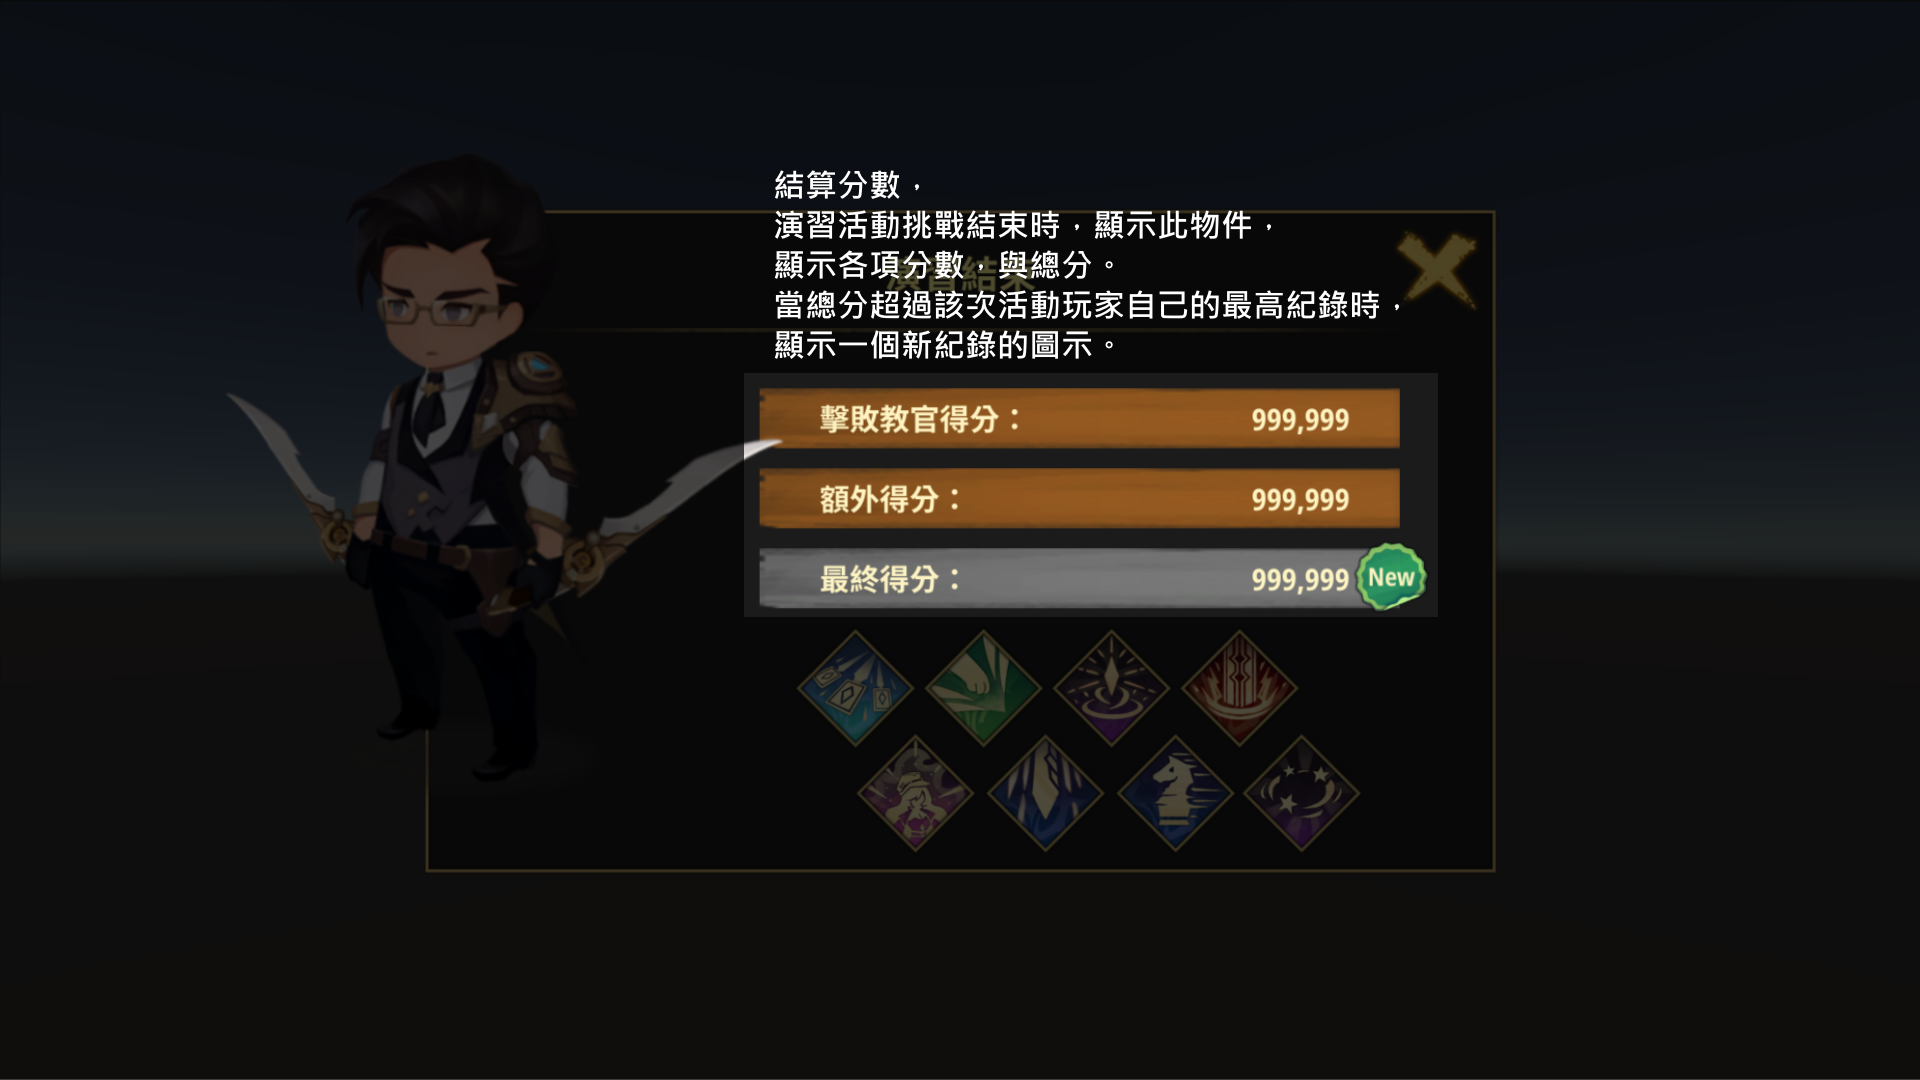 結算分數，
演習活動挑戰結束時，顯示此物件，
顯示各項分數，與總分。
演習結束
當總分超過該次活動玩家自己的最高紀錄時，
顯示一個新紀錄的圖示。
擊敗教官得分： 999,999
額外得分： 999,999
最終得分： 999,999 New